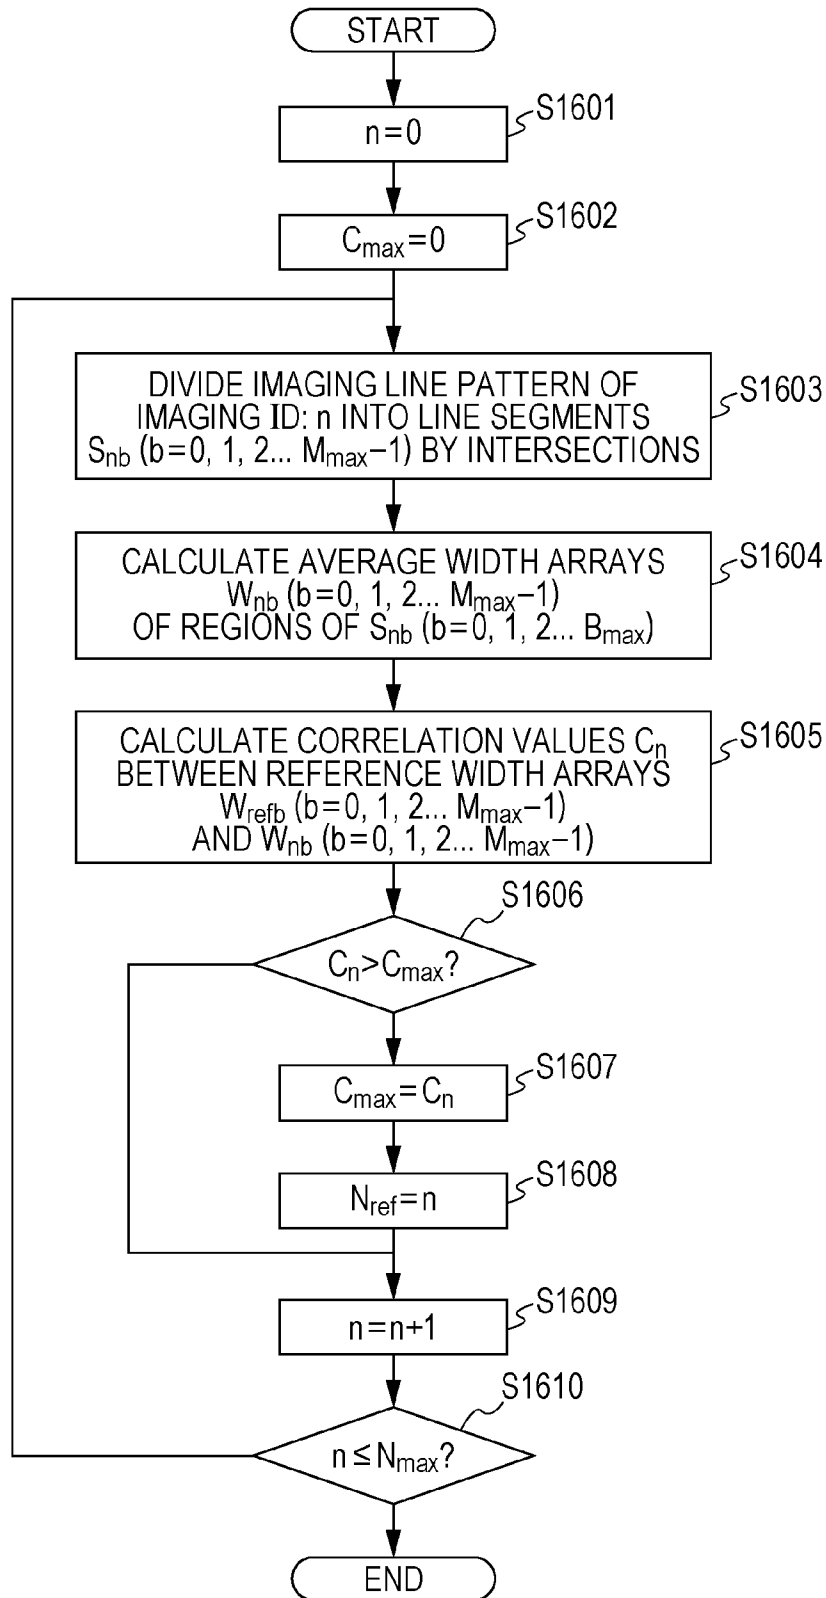 START
n=0
S1601
Cmax=0
S1602
DIVIDE IMAGING LINE PATTERN OF
IMAGING ID: n INTO LINE SEGMENTS
Snb (b=0, 1, 2... Mmax−1) BY INTERSECTIONS
S1603
CALCULATE AVERAGE WIDTH ARRAYS
Wnb (b=0, 1, 2... Mmax−1)
OF REGIONS OF Snb (b=0, 1, 2... Bmax)
S1604
CALCULATE CORRELATION VALUES Cn
BETWEEN REFERENCE WIDTH ARRAYS
Wrefb (b=0, 1, 2... Mmax−1)
AND Wnb (b=0, 1, 2... Mmax−1)
S1605
Cn>Cmax?
S1606
Cmax=Cn
S1607
Nref=n
S1608
n=n+1
S1609
n≤Nmax?
S1610
END